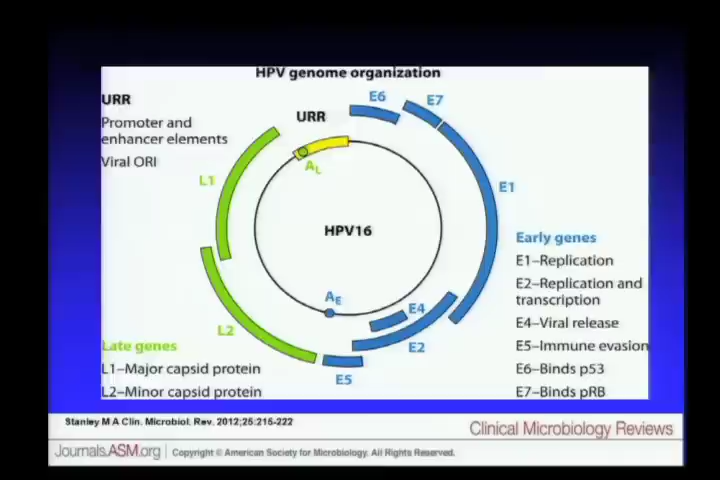 HPV genome organization
URR
Promoter and
enhancer elements
Viral ORI
URR
E6
E7
A_L
L1
E1
HPV16
A_E
E4
L2
E2
E5
Early genes
E1–Replication
E2–Replication and
transcription
E4–Viral release
E5–Immune evasion
E6–Binds p53
E7–Binds pRB
Late genes
L1–Major capsid protein
L2–Minor capsid protein
Stanley M A Clin. Microbiol. Rev. 2012;25:215-222
Clinical Microbiology Reviews
Journals.ASM.org | Copyright © American Society for Microbiology. All Rights Reserved.